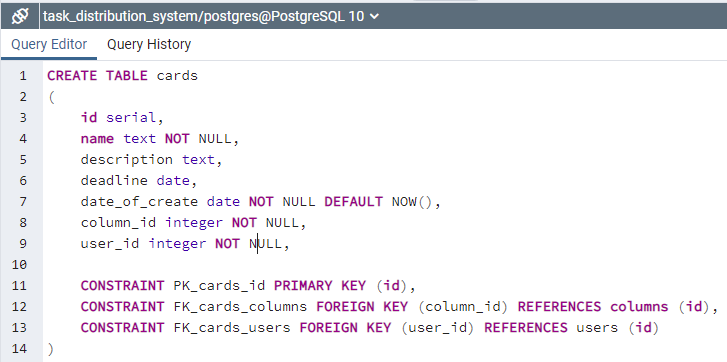 task_distribution_system/postgres@PostgreSQL 10
Query Editor Query History
1 CREATE TABLE cards
2 (
3 id serial,
4 name text NOT NULL,
5 description text,
6 deadline date,
7 date_of_create date NOT NULL DEFAULT NOW(),
8 column_id integer NOT NULL,
9 user_id integer NOT NULL,
10
11 CONSTRAINT PK_cards_id PRIMARY KEY (id),
12 CONSTRAINT FK_cards_columns FOREIGN KEY (column_id) REFERENCES columns (id),
13 CONSTRAINT FK_cards_users FOREIGN KEY (user_id) REFERENCES users (id)
14 )